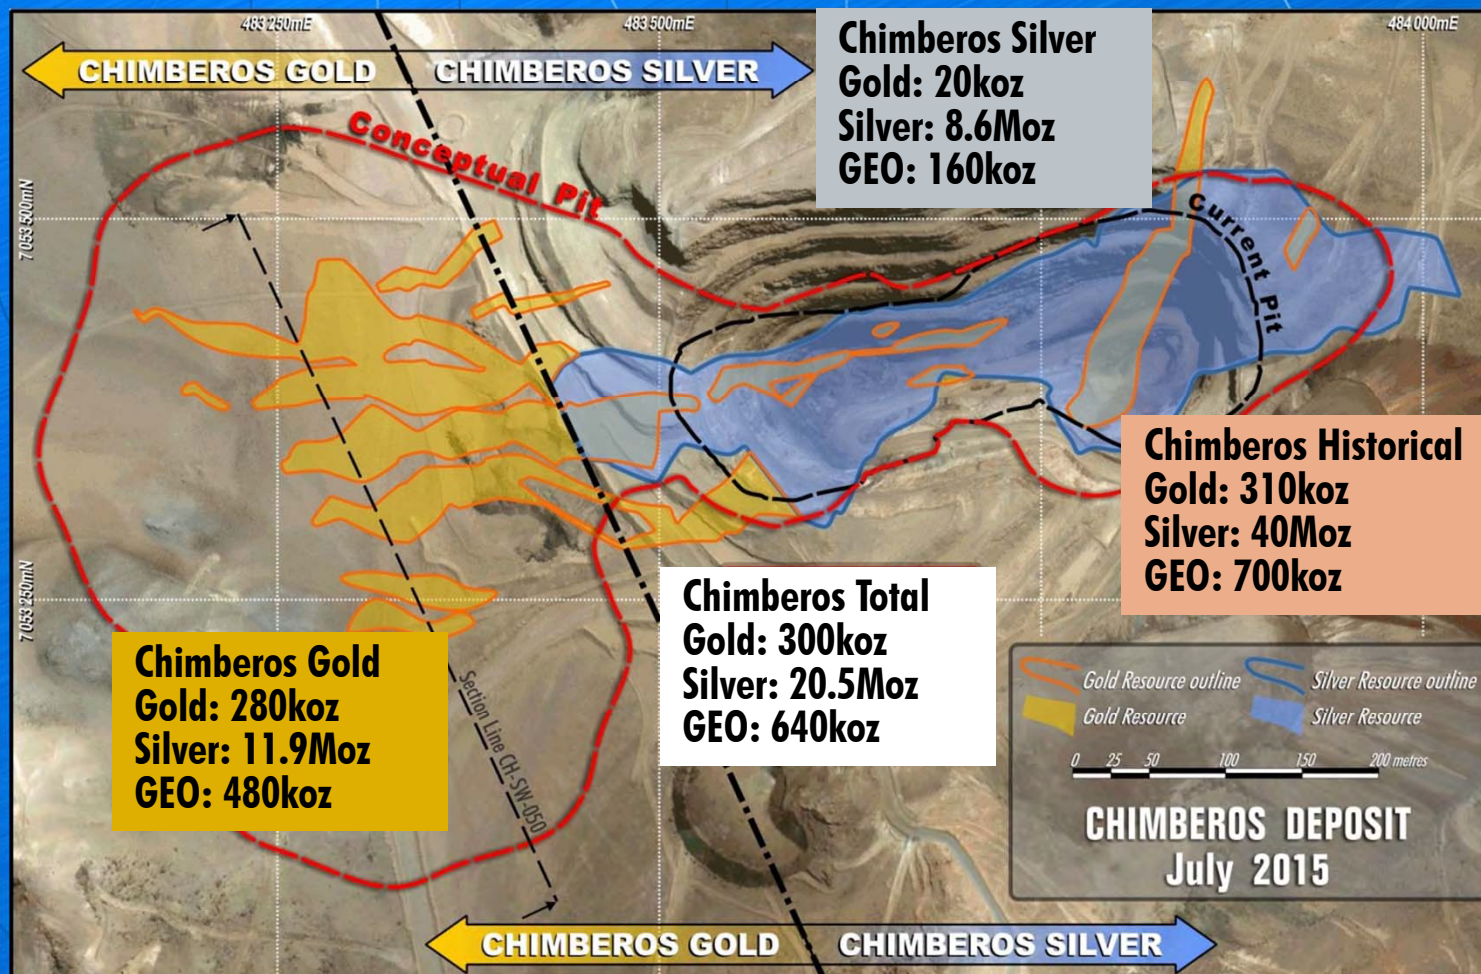 483 250mE
483 500mE
484 000mE
CHIMBEROS GOLD
CHIMBEROS SILVER
Chimberos Silver
Gold: 20koz
Silver: 8.6Moz
GEO: 160koz
Conceptual Pit
7 053 500mN
Current Pit
Chimberos Historical
Gold: 310koz
Silver: 40Moz
GEO: 700koz
7 053 250mN
Chimberos Total
Gold: 300koz
Silver: 20.5Moz
GEO: 640koz
Chimberos Gold
Gold: 280koz
Silver: 11.9Moz
GEO: 480koz
Section Line CH-SW-050
Gold Resource outline
Silver Resource outline
Gold Resource
Silver Resource
0 25 50 100 150 200 metres
CHIMBEROS DEPOSIT
July 2015
CHIMBEROS GOLD
CHIMBEROS SILVER